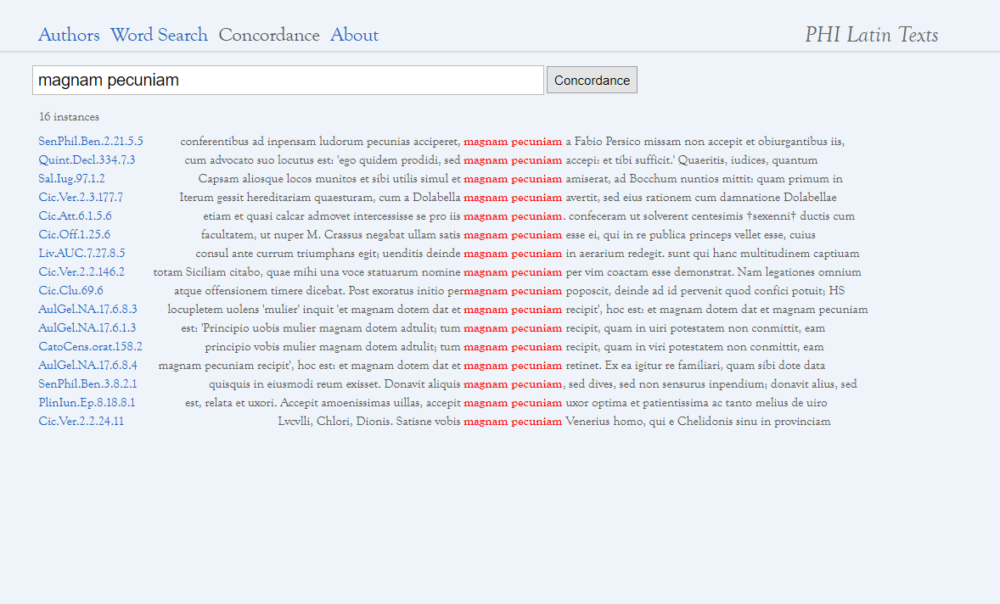 Authors Word Search Concordance About PHI Latin Texts
magnam pecuniam Concordance
16 instances
SenPhil.Ben.2.21.5.5 conferentibus ad inpensam ludorum pecunias acciperet, magnam pecuniam a Fabio Persico missam non accepit et obiurgantibus iis,
Quint.Decl.334.7.3 cum advocato suo locutus est: 'ego quidem prodidi, sed magnam pecuniam accepi: et tibi sufficit.' Quaeritis, iudices, quantum
Sal.Iug.97.1.2 Capsam aliosque locos munitos et sibi utilis simul et magnam pecuniam amiserat, ad Bocchum nuntios mittit: quam primum in
Cic.Ver.2.3.177.7 Iterum gessit hereditariam quaesturam, cum a Dolabella magnam pecuniam avertit, sed eius rationem cum damnatione Dolabellae
Cic.Att.6.1.5.6 etiam et quasi calcar admovet intercessisse se pro iis magnam pecuniam. confeceram ut solverent centesimis †sexenni† ductis cum
Cic.Off.1.25.6 facultatem, ut nuper M. Crassus negabat ullam satis magnam pecuniam esse ei, qui in re publica princeps vellet esse, cuius
Liv.AUC.7.27.8.5 consul ante currum triumphans egit; uenditis deinde magnam pecuniam in aerarium redegit. sunt qui hanc multitudinem captiuam
Cic.Ver.2.2.146.2 totam Siciliam citabo, quae mihi una voce statuarum nomine magnam pecuniam per vim coactam esse demonstrat. Nam legationes omnium
Cic.Clu.69.6 atque offensionem timere dicebat. Post exoratus initio permagnam pecuniam poposcit, deinde ad id pervenit quod confici potuit; HS
AulGel.NA.17.6.8.3 locupletem uolens 'mulier' inquit 'et magnam dotem dat et magnam pecuniam recipit', hoc est: et magnam dotem dat et magnam pecuniam
AulGel.NA.17.6.1.3 est: 'Principio uobis mulier magnam dotem adtulit; tum magnam pecuniam recipit, quam in uiri potestatem non conmittit, eam
CatoCens.orat.158.2 principio vobis mulier magnam dotem adtulit; tum magnam pecuniam recipit, quam in viri potestatem non conmittit, eam
AulGel.NA.17.6.8.4 magnam pecuniam recipit', hoc est: et magnam dotem dat et magnam pecuniam retinet. Ex ea igitur re familiari, quam sibi dote data
SenPhil.Ben.3.8.2.1 quisquis in eiusmodi reum exisset. Donavit aliquis magnam pecuniam, sed dives, sed non sensurus inpendium; donavit alius, sed
PlinIun.Ep.8.18.8.1 est, relata et uxori. Accepit amoenissimas uillas, accepit magnam pecuniam uxor optima et patientissima ac tanto melius de uiro
Cic.Ver.2.2.24.11 Lvcvlli, Chlori, Dionis. Satisne vobis magnam pecuniam Venerius homo, qui e Chelidonis sinu in provinciam